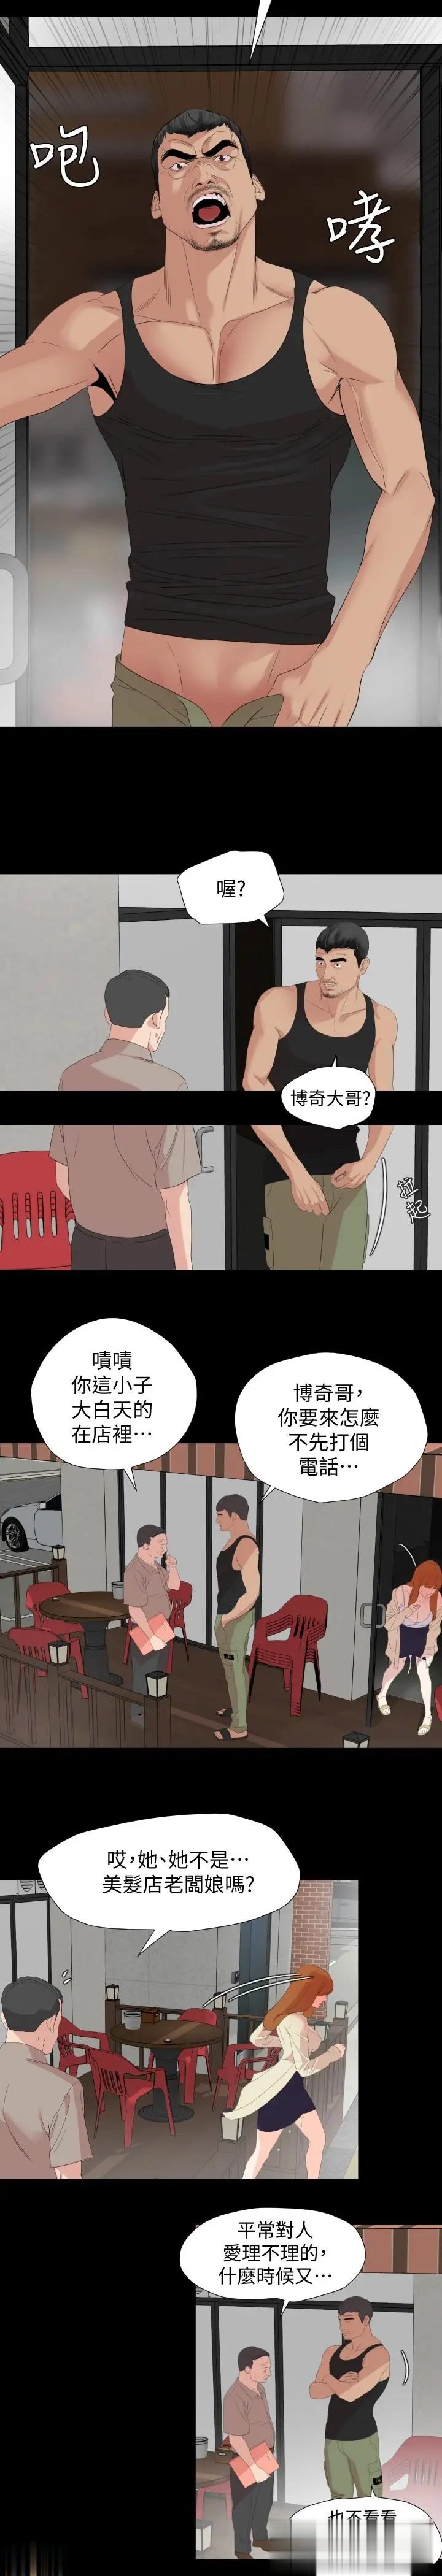 咆
哮
喔?
博奇大哥?
拉
起
嘖嘖
你這小子
大白天的
在店裡⋯
博奇哥,
你要來怎麼
不先打個
電話⋯
哎,她、她不是⋯
美髮店老闆娘嗎?
平常對人
愛理不理的,
什麼時候又⋯
也不看看